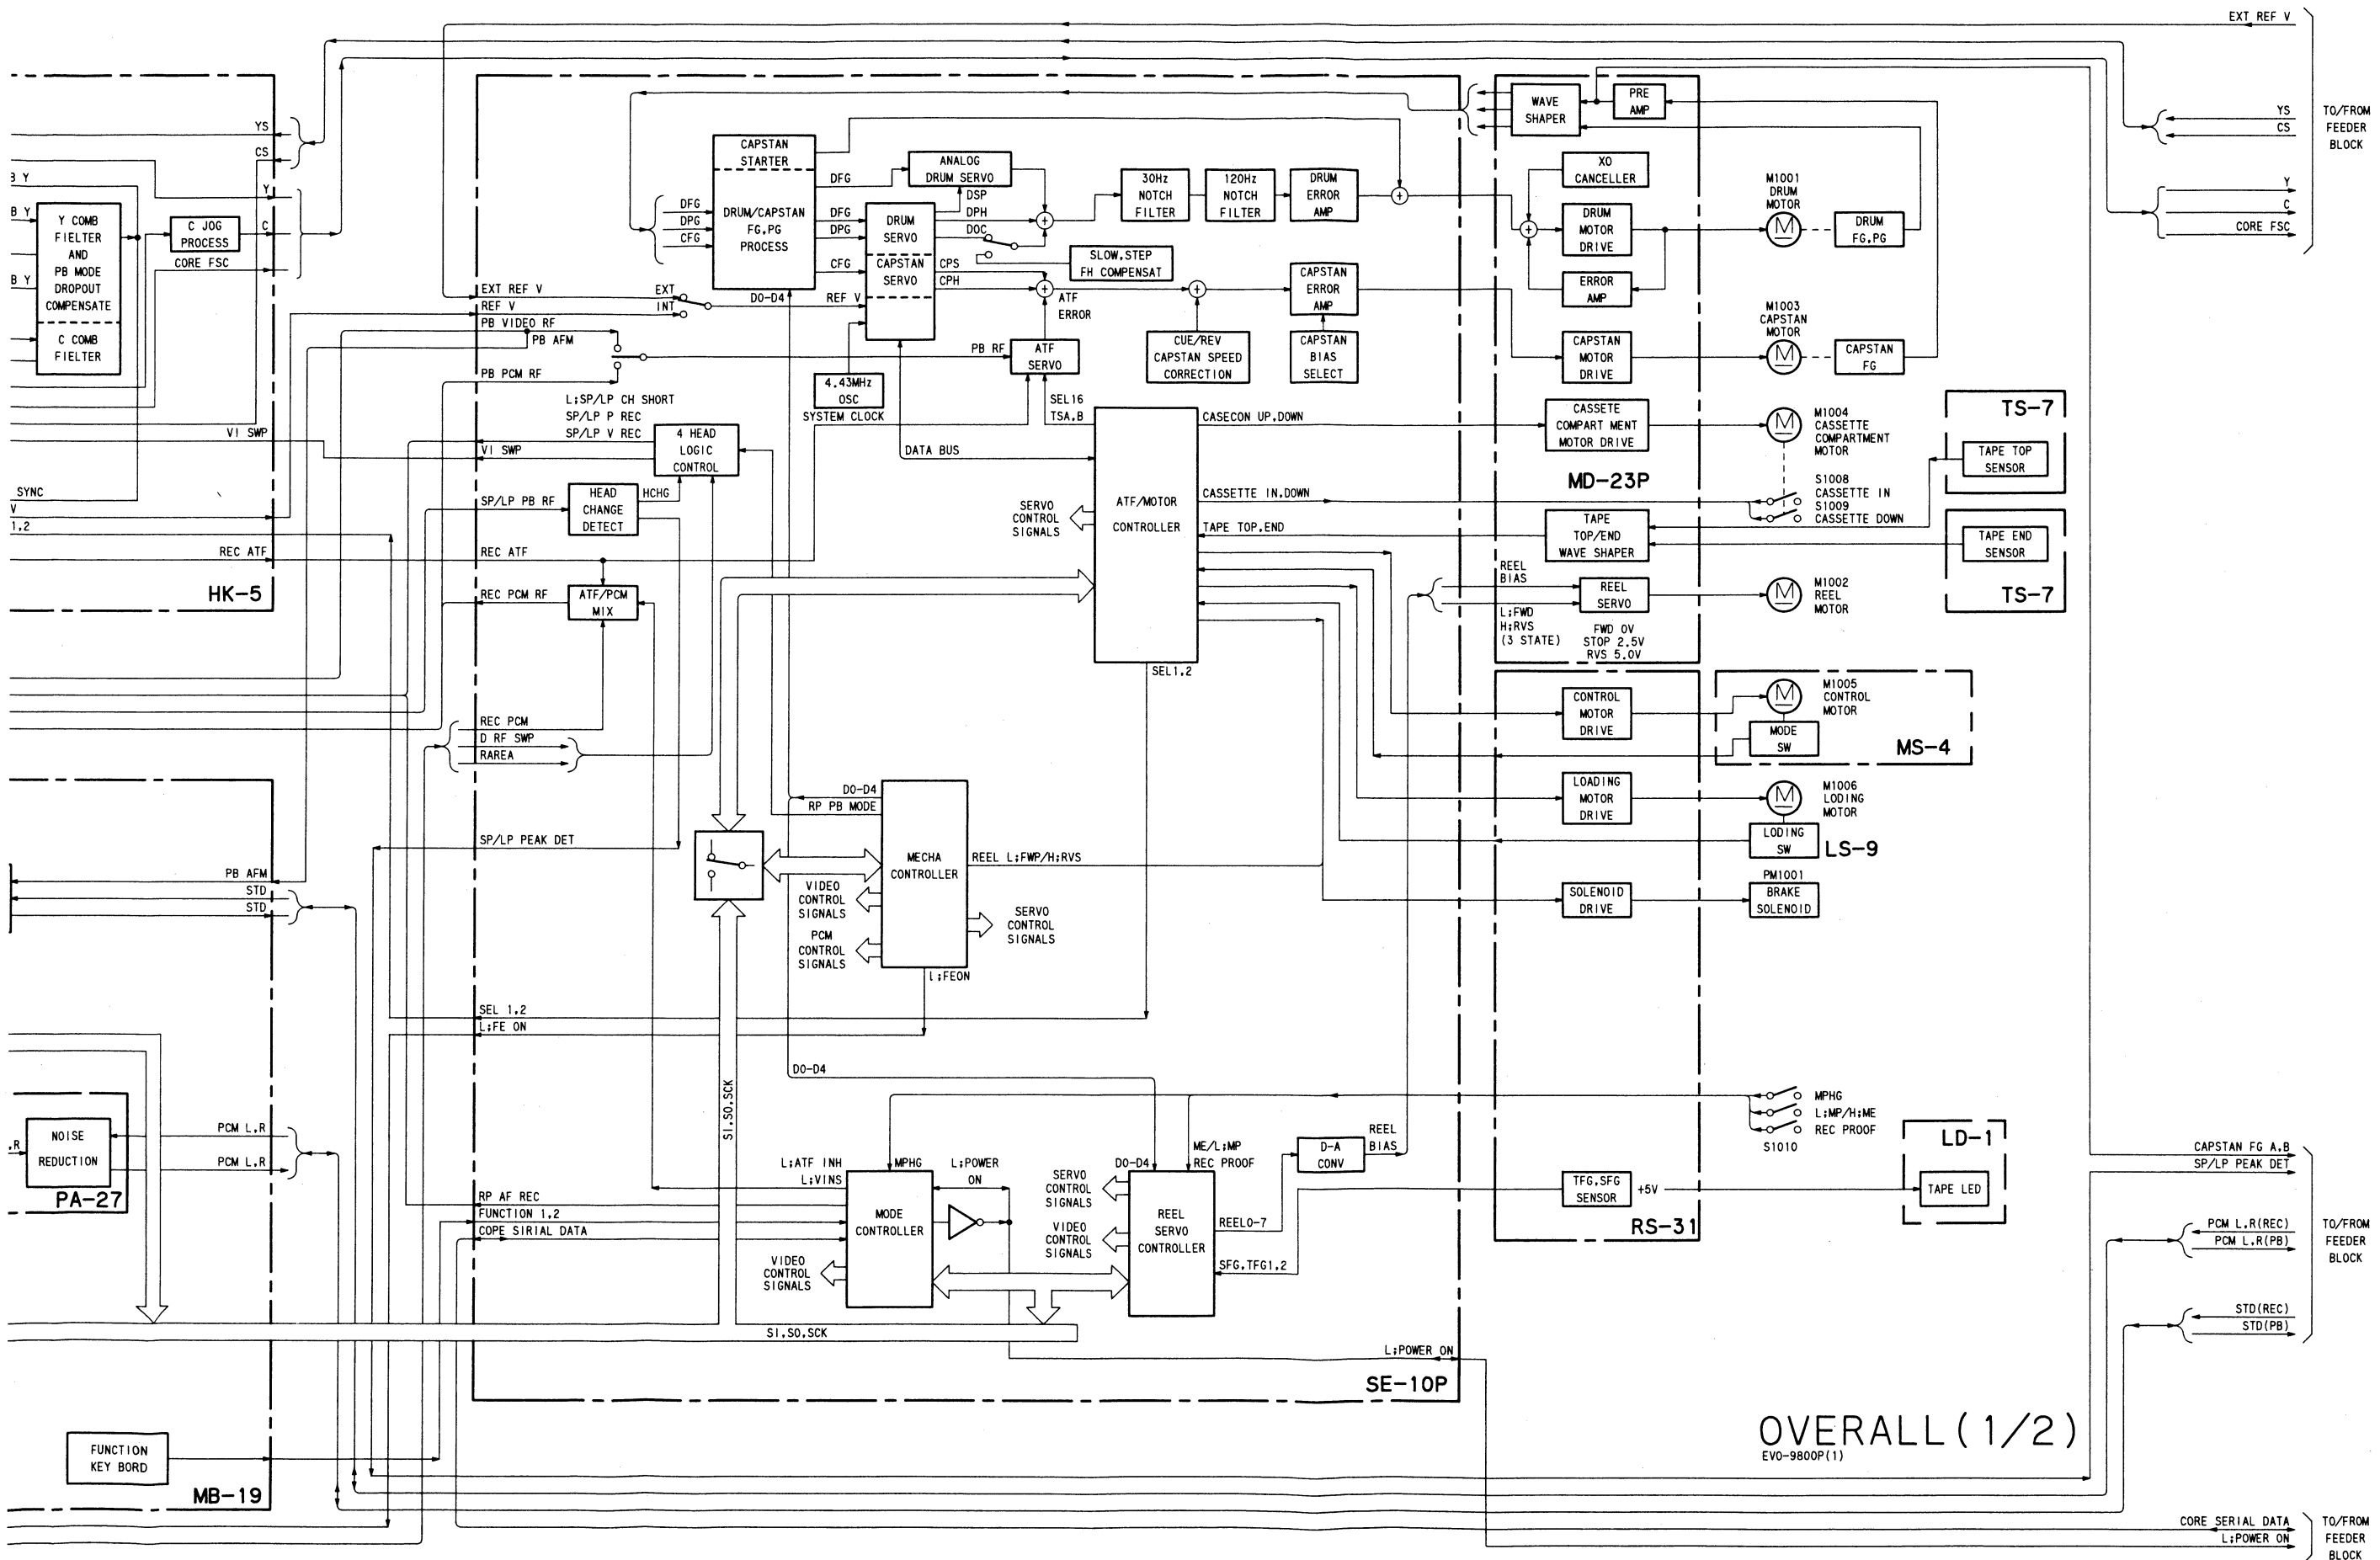 EXT REF V
YS
CS
TO/FROM
FEEDER
BLOCK
Y
C
CORE FSC
YS
CS
Y
C
CORE FSC
B Y
B Y
Y COMB
FIELTER
AND
PB MODE
DROPOUT
COMPENSATE
C COMB
FIELTER
C JOG
PROCESS
VI SWP
SYNC
V
1,2
REC ATF
HK-5
CAPSTAN
STARTER
DRUM/CAPSTAN
FG,PG
PROCESS
DFG
DPG
CFG
DFG
DFG
DPG
CFG
ANALOG
DRUM SERVO
DSP
DPH
DOC
DRUM
SERVO
CAPSTAN
SERVO
CPS
CPH
SLOW,STEP
FH COMPENSAT
30Hz
NOTCH
FILTER
120Hz
NOTCH
FILTER
DRUM
ERROR
AMP
EXT REF V
REF V
EXT
INT
D0-D4
REF V
PB VIDEO RF
PB AFM
PB PCM RF
PB RF
ATF
ERROR
ATF
SERVO
CUE/REV
CAPSTAN SPEED
CORRECTION
CAPSTAN
ERROR
AMP
CAPSTAN
BIAS
SELECT
4.43MHz
OSC
SYSTEM CLOCK
L;SP/LP CH SHORT
SP/LP P REC
SP/LP V REC
VI SWP
4 HEAD
LOGIC
CONTROL
SEL16
TSA,B
DATA BUS
SP/LP PB RF
HEAD
CHANGE
DETECT
HCHG
SERVO
CONTROL
SIGNALS
ATF/MOTOR
CONTROLLER
CASECON UP,DOWN
CASSETTE IN,DOWN
TAPE TOP,END
REC ATF
REC PCM RF
ATF/PCM
MIX
SEL1,2
REC PCM
D RF SWP
RAREA
WAVE
SHAPER
PRE
AMP
XO
CANCELLER
DRUM
MOTOR
DRIVE
ERROR
AMP
CAPSTAN
MOTOR
DRIVE
M1001
DRUM
MOTOR
M
DRUM
FG,PG
M1003
CAPSTAN
MOTOR
M
CAPSTAN
FG
CASSETE
COMPART MENT
MOTOR DRIVE
M
M1004
CASSETTE
COMPARTMENT
MOTOR
TS-7
TAPE TOP
SENSOR
MD-23P
S1008
CASSETTE IN
S1009
CASSETTE DOWN
TAPE
TOP/END
WAVE SHAPER
TAPE END
SENSOR
TS-7
REEL
BIAS
REEL
SERVO
M
M1002
REEL
MOTOR
L;FWD
H;RVS
(3 STATE)
FWD 0V
STOP 2.5V
RVS 5.0V
CONTROL
MOTOR
DRIVE
M
M1005
CONTROL
MOTOR
MODE
SW
MS-4
LOADING
MOTOR
DRIVE
M
M1006
LODING
MOTOR
LODING
SW
LS-9
PM1001
SOLENOID
DRIVE
BRAKE
SOLENOID
D0-D4
RP PB MODE
SP/LP PEAK DET
MECHA
CONTROLLER
REEL L;FWP/H;RVS
VIDEO
CONTROL
SIGNALS
PCM
CONTROL
SIGNALS
SERVO
CONTROL
SIGNALS
L;FEON
PB AFM
STD
STD
SEL 1,2
L;FE ON
D0-D4
SI,SO,SCK
,R
NOISE
REDUCTION
PCM L,R
PCM L,R
PA-27
MPHG
L;MP/H;ME
REC PROOF
S1010
LD-1
TAPE LED
REEL
BIAS
D-A
CONV
L;ATF INH
L;VINS
MPHG
L;POWER
ON
ME/L;MP
D0-D4
REC PROOF
SERVO
CONTROL
SIGNALS
RP AF REC
FUNCTION 1,2
COPE SIRIAL DATA
MODE
CONTROLLER
VIDEO
CONTROL
SIGNALS
VIDEO
CONTROL
SIGNALS
REEL
SERVO
CONTROLLER
REEL0-7
SFG,TFG1,2
TFG,SFG
SENSOR
+5V
RS-31
CAPSTAN FG A,B
SP/LP PEAK DET
PCM L,R(REC)
PCM L,R(PB)
TO/FROM
FEEDER
BLOCK
STD(REC)
STD(PB)
SI,SO,SCK
L;POWER ON
SE-10P
FUNCTION
KEY BORD
MB-19
OVERALL(1/2)
EVO-9800P(1)
CORE SERIAL DATA
L;POWER ON
TO/FROM
FEEDER
BLOCK